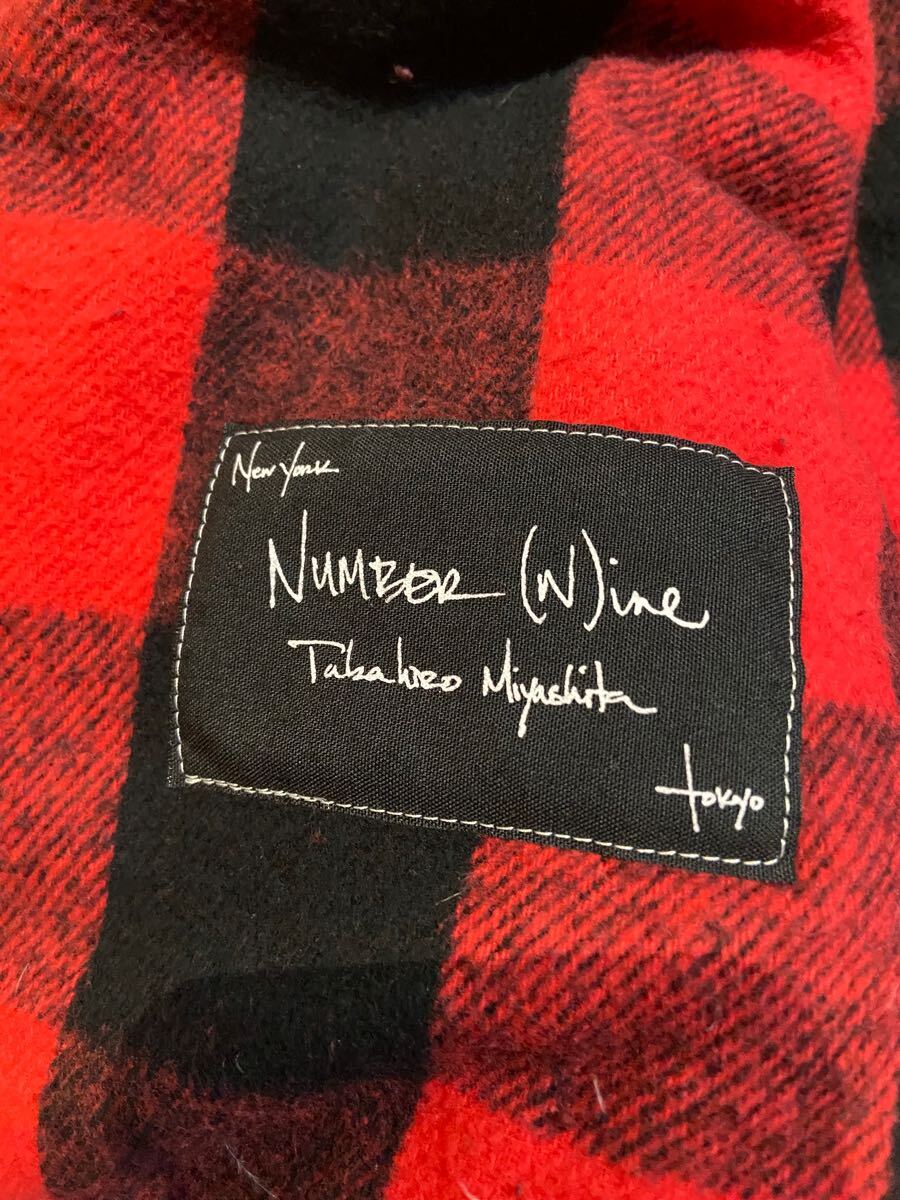 New York
NUMBER (N)ine
Takahiro Miyashita
tokyo